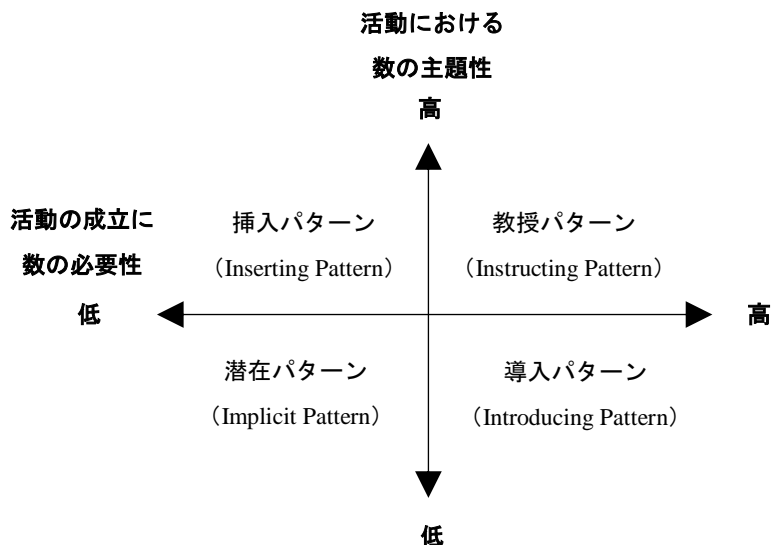 活動における
数の主題性
高
活動の成立に
数の必要性
低
挿入パターン
（Inserting Pattern）
教授パターン
（Instructing Pattern）
高
潜在パターン
（Implicit Pattern）
導入パターン
（Introducing Pattern）
低